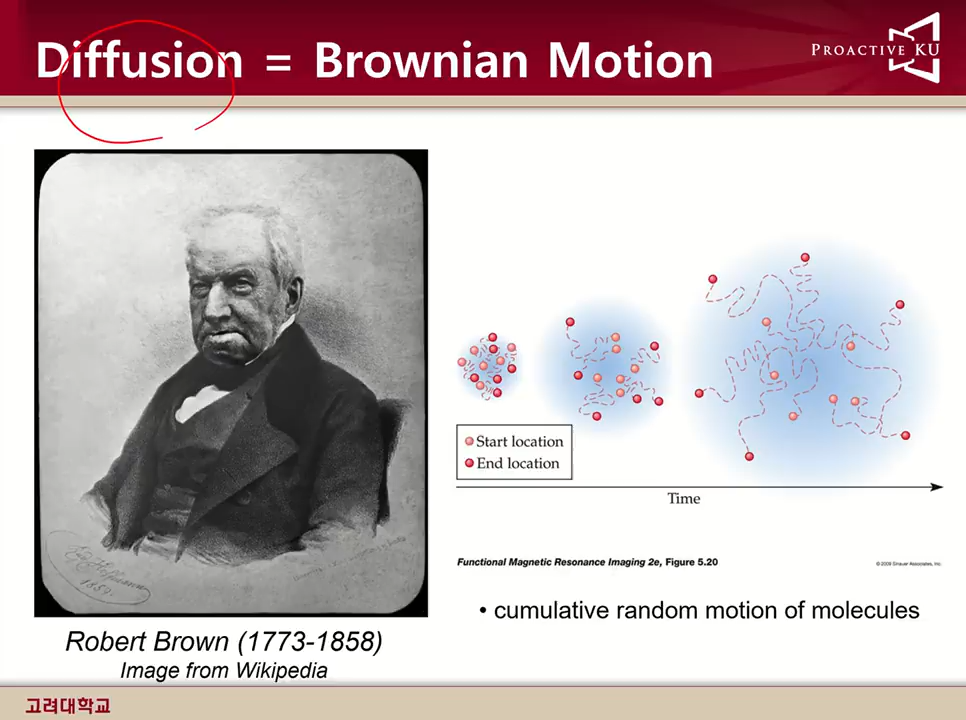 Diffusion = Brownian Motion
PROACTIVE KU
Start location
End location
Time
Functional Magnetic Resonance Imaging 2e, Figure 5.20
© 2009 Sinauer Associates, Inc.
• cumulative random motion of molecules
1859.
Robert Brown (1773-1858)
Image from Wikipedia
고려대학교